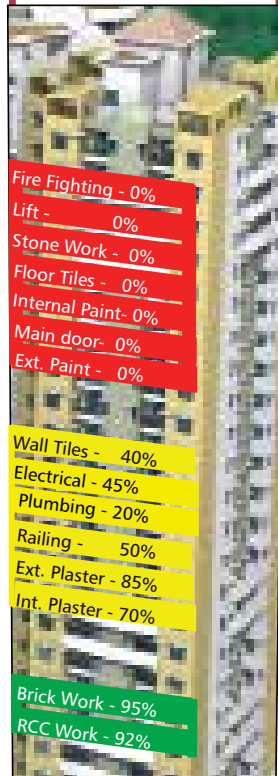 Fire Fighting - 0%
Lift - 0%
Stone Work - 0%
Floor Tiles - 0%
Internal Paint- 0%
Main door- 0%
Ext. Paint - 0%
Wall Tiles - 40%
Electrical - 45%
Plumbing - 20%
Railing - 50%
Ext. Plaster - 85%
Int. Plaster - 70%
Brick Work - 95%
RCC Work - 92%